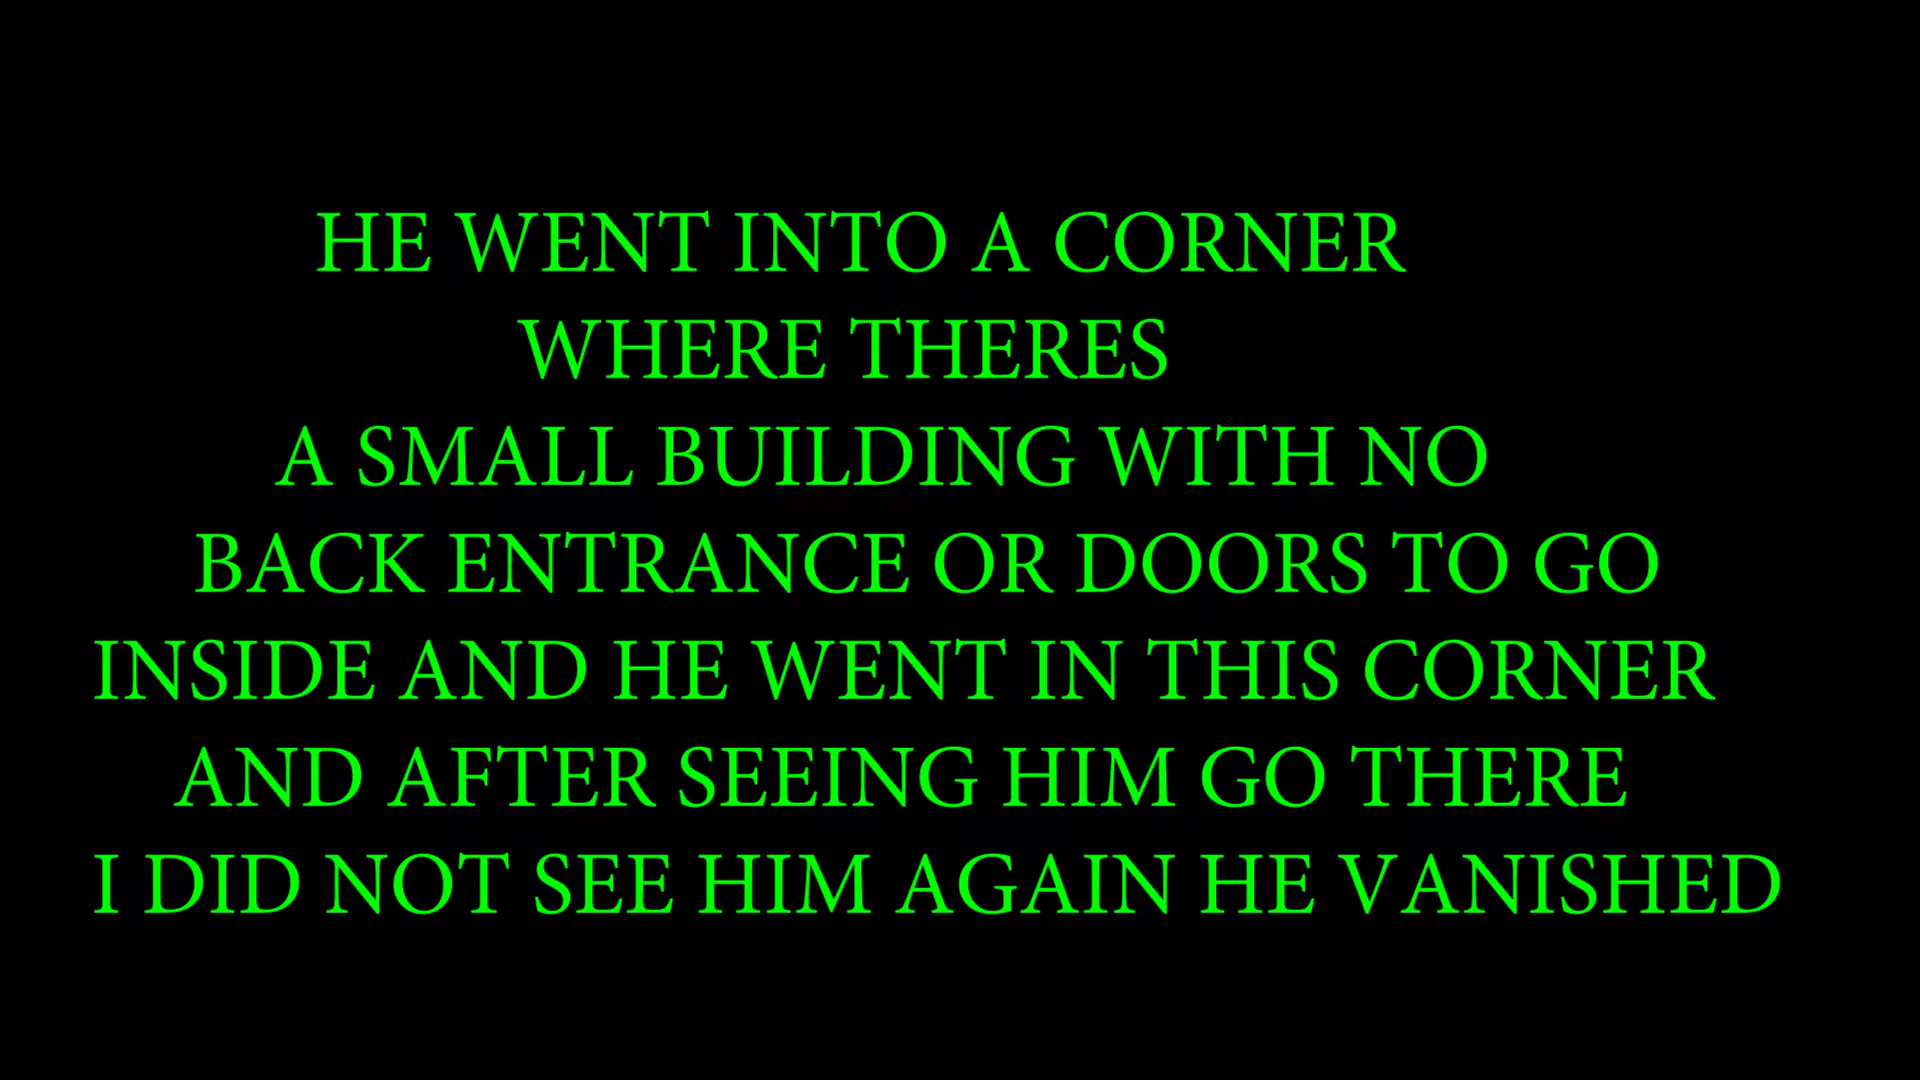 HE WENT INTO A CORNER
WHERE THERES
A SMALL BUILDING WITH NO
BACK ENTRANCE OR DOORS TO GO
INSIDE AND HE WENT IN THIS CORNER
AND AFTER SEEING HIM GO THERE
I DID NOT SEE HIM AGAIN HE VANISHED